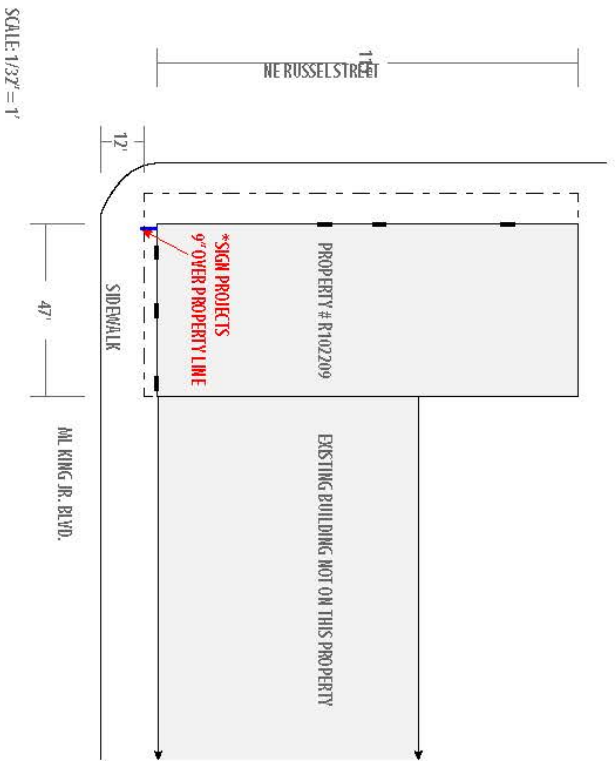 SCALE: 1/32" = 1'
NE RUSSEL STREET
12'
47'
SIDEWALK
ML KING JR. BLVD.
*SIGN PROJECTS
9" OVER PROPERTY LINE
PROPERTY # R102209
EXISTING BUILDING NOT ON THIS PROPERTY